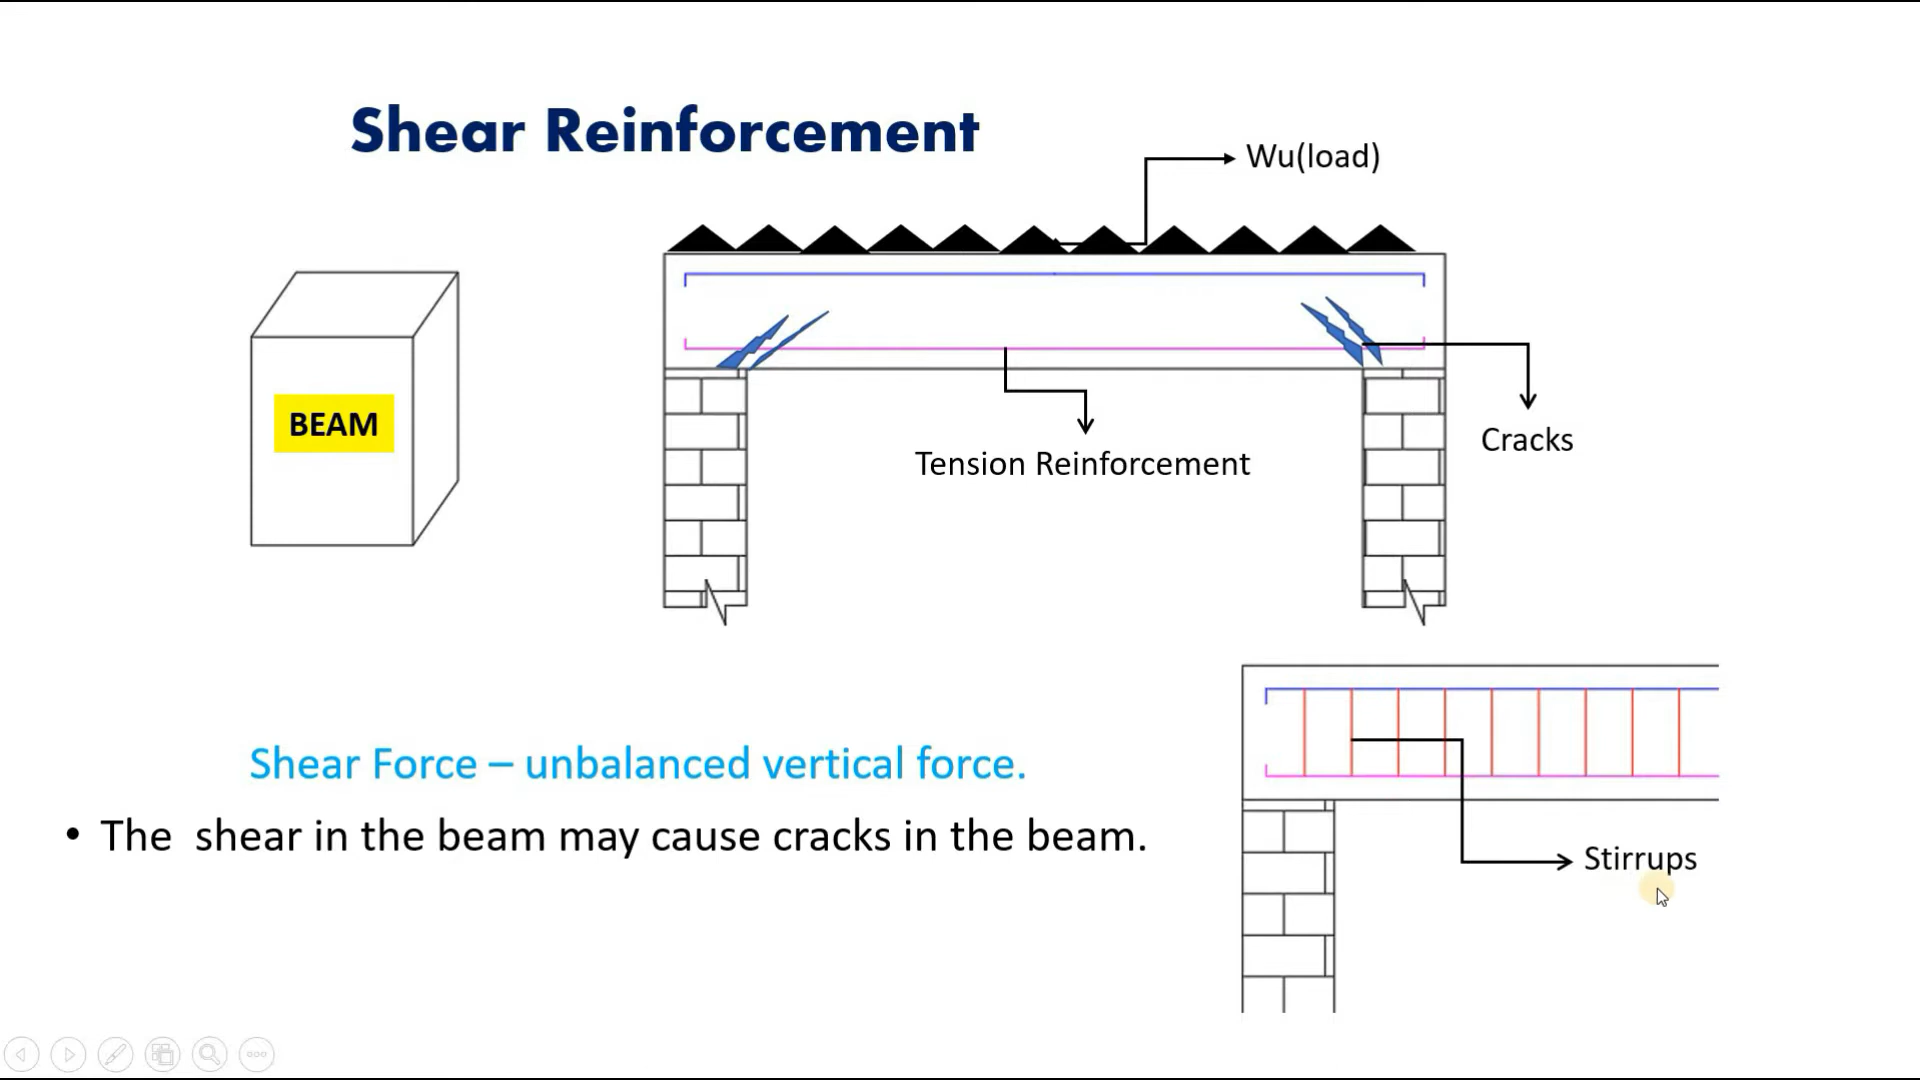 Shear Reinforcement
Wu(load)
BEAM
Cracks
Tension Reinforcement
Shear Force – unbalanced vertical force.
• The  shear in the beam may cause cracks in the beam.
Stirrups